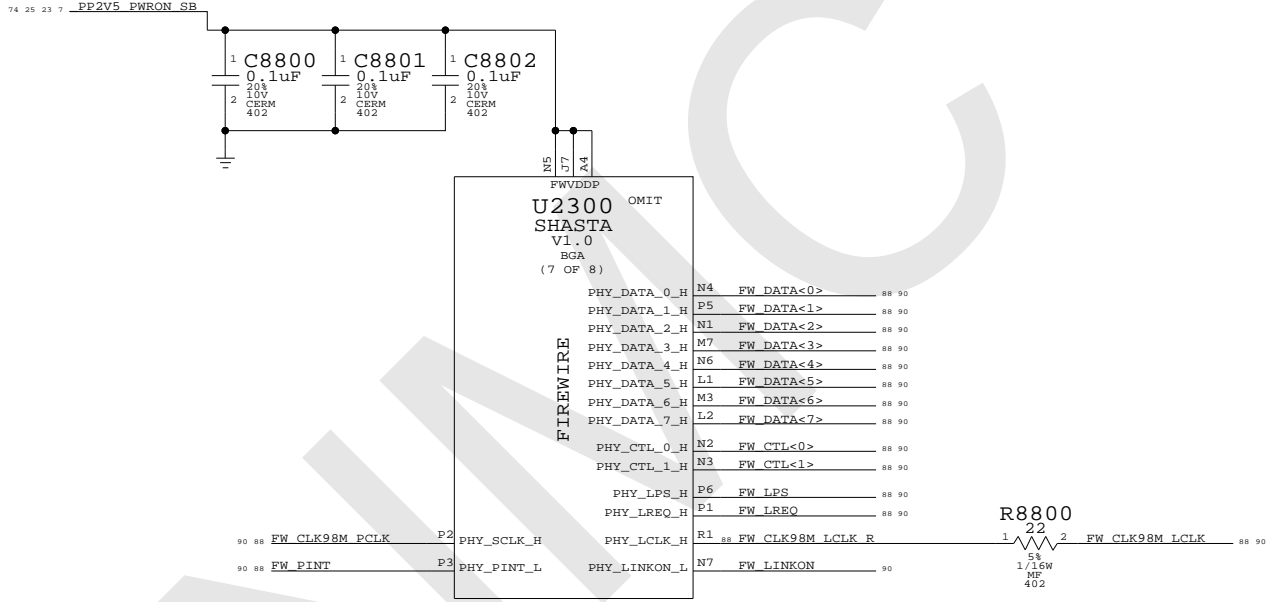 74 25 23 7 PP2V5_PWRON_SB
1 C8800 1 C8801 1 C8802
0.1uF 0.1uF 0.1uF
20% 20% 20%
10V 10V 10V
2 CERM 2 CERM 2 CERM
402 402 402
N5 J7 A4
FWVDDP
U2300 OMIT
SHASTA
V1.0
BGA
(7 OF 8)
FIREWIRE
PHY_DATA_0_H N4 FW_DATA<0> 88 90
PHY_DATA_1_H P5 FW_DATA<1> 88 90
PHY_DATA_2_H N1 FW_DATA<2> 88 90
PHY_DATA_3_H M7 FW_DATA<3> 88 90
PHY_DATA_4_H N6 FW_DATA<4> 88 90
PHY_DATA_5_H L1 FW_DATA<5> 88 90
PHY_DATA_6_H M3 FW_DATA<6> 88 90
PHY_DATA_7_H L2 FW_DATA<7> 88 90
PHY_CTL_0_H N2 FW_CTL<0> 88 90
PHY_CTL_1_H N3 FW_CTL<1> 88 90
PHY_LPS_H P6 FW_LPS 88 90
PHY_LREQ_H P1 FW_LREQ 88 90
90 88 FW_CLK98M_PCLK P2 PHY_SCLK_H PHY_LCLK_H R1 88 FW_CLK98M_LCLK_R
90 88 FW_PINT P3 PHY_PINT_L PHY_LINKON_L N7 FW_LINKON 90
R8800
22
1 2 FW_CLK98M_LCLK 88 90
5%
1/16W
MF
402